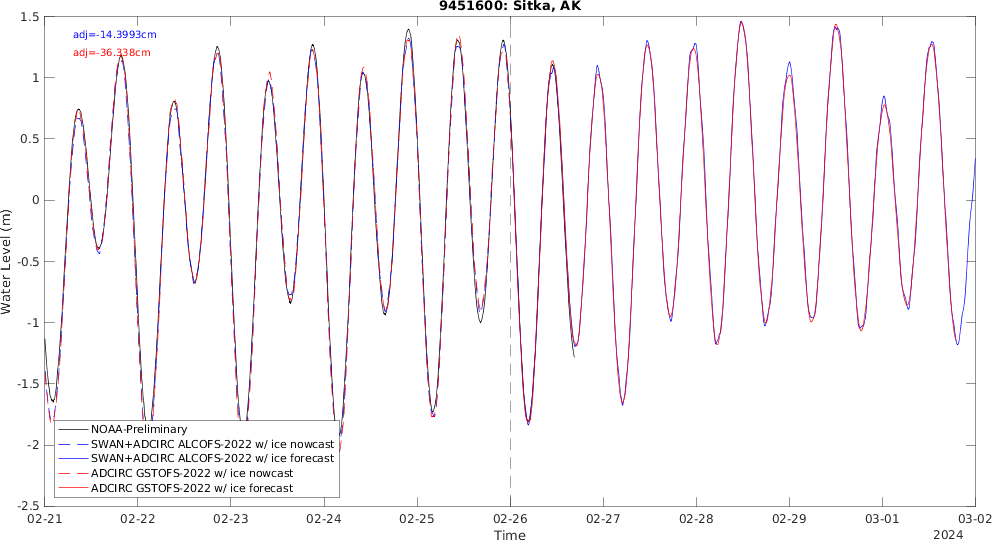 9451600: Sitka, AK
adj=-14.3993cm
adj=-36.338cm
Water Level (m)
1.5
1
0.5
0
-0.5
-1
-1.5
-2
-2.5
NOAA-Preliminary
SWAN+ADCIRC ALCOFS-2022 w/ ice nowcast
SWAN+ADCIRC ALCOFS-2022 w/ ice forecast
ADCIRC GSTOFS-2022 w/ ice nowcast
ADCIRC GSTOFS-2022 w/ ice forecast
02-21 02-22 02-23 02-24 02-25 02-26 02-27 02-28 02-29 03-01 03-02
Time
2024